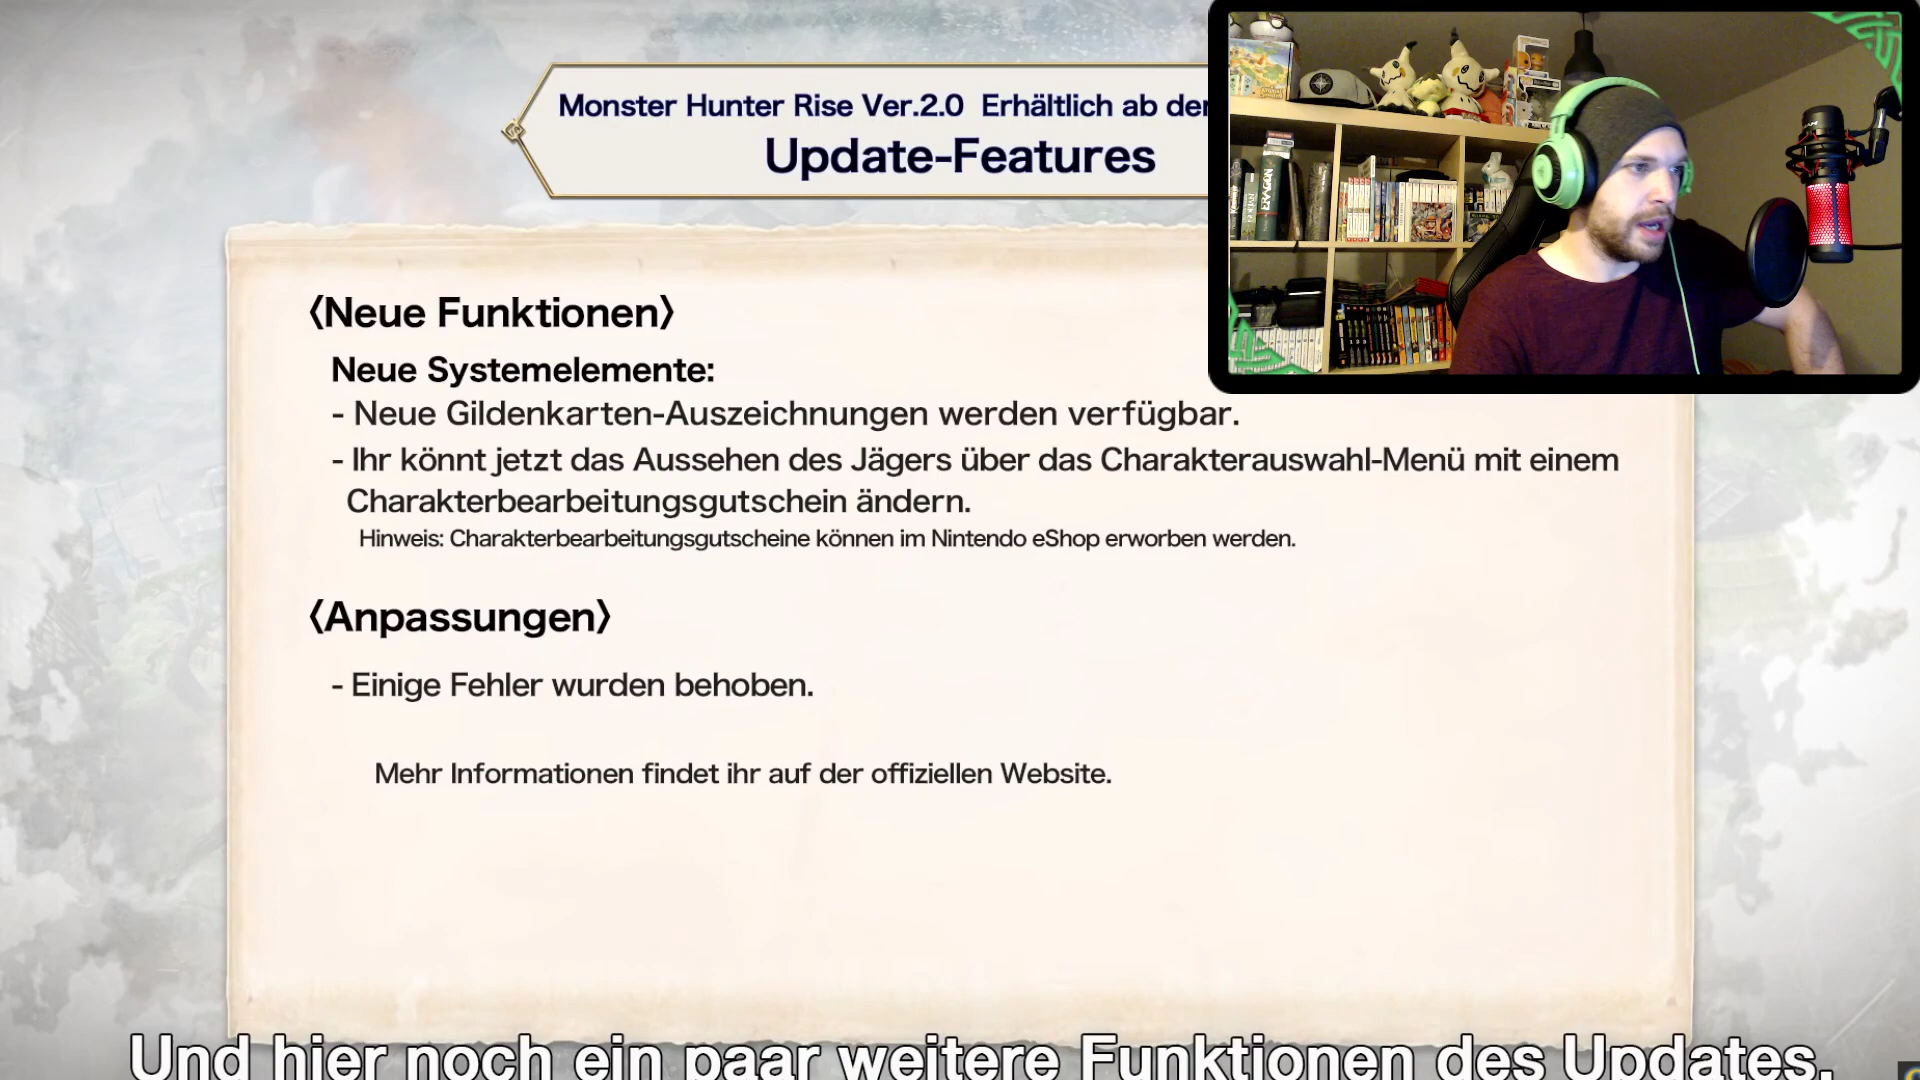 Monster Hunter Rise Ver.2.0 Erhältlich ab
Update-Features
〈Neue Funktionen〉
Neue Systemelemente:
- Neue Gildenkarten-Auszeichnungen werden verfügbar.
- Ihr könnt jetzt das Aussehen des Jägers über das Charakterauswahl-Menü mit einem
Charakterbearbeitungsgutschein ändern.
Hinweis: Charakterbearbeitungsgutscheine können im Nintendo eShop erworben werden.
〈Anpassungen〉
- Einige Fehler wurden behoben.
Mehr Informationen findet ihr auf der offiziellen Website.
Und hier noch ein paar weitere Funktionen des Updates.
ERAGON